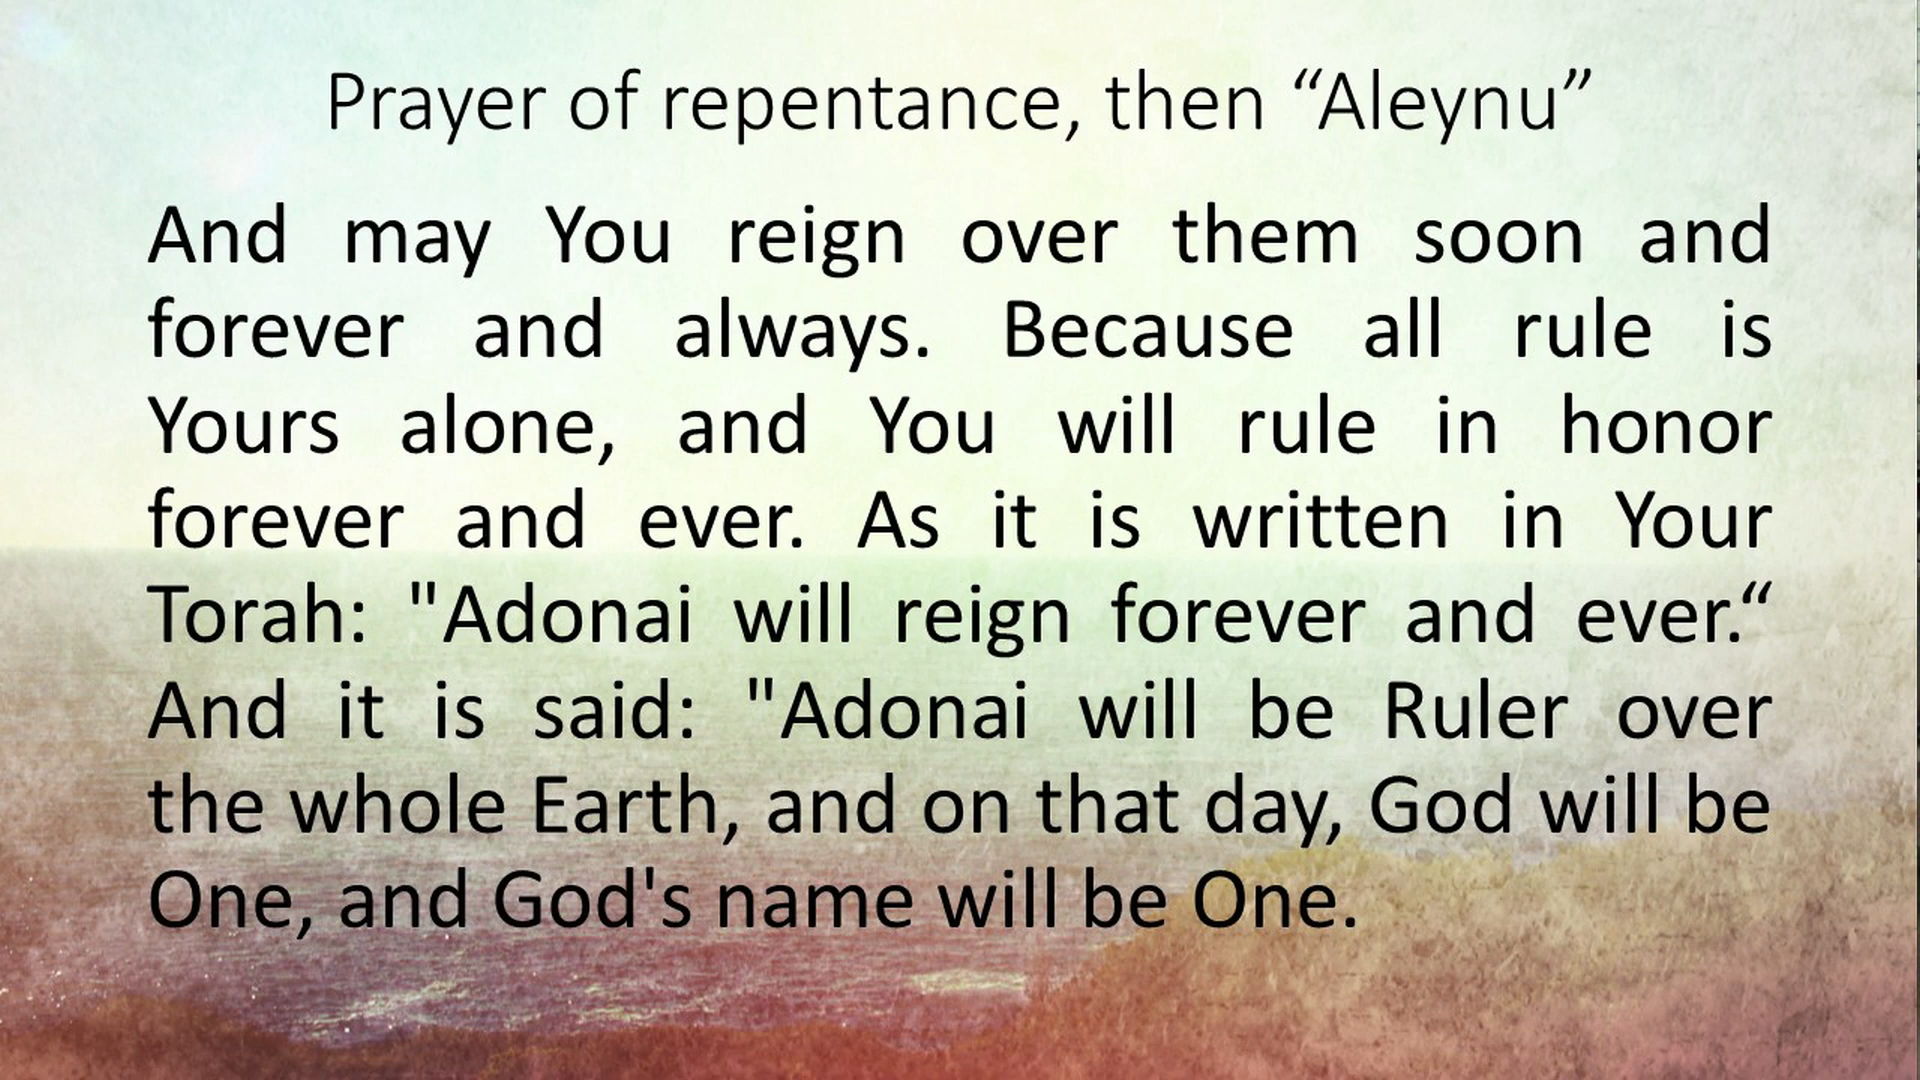 Prayer of repentance, then “Aleynu”
And may You reign over them soon and
forever and always. Because all rule is
Yours alone, and You will rule in honor
forever and ever. As it is written in Your
Torah: "Adonai will reign forever and ever.“
And it is said: "Adonai will be Ruler over
the whole Earth, and on that day, God will be
One, and God's name will be One.